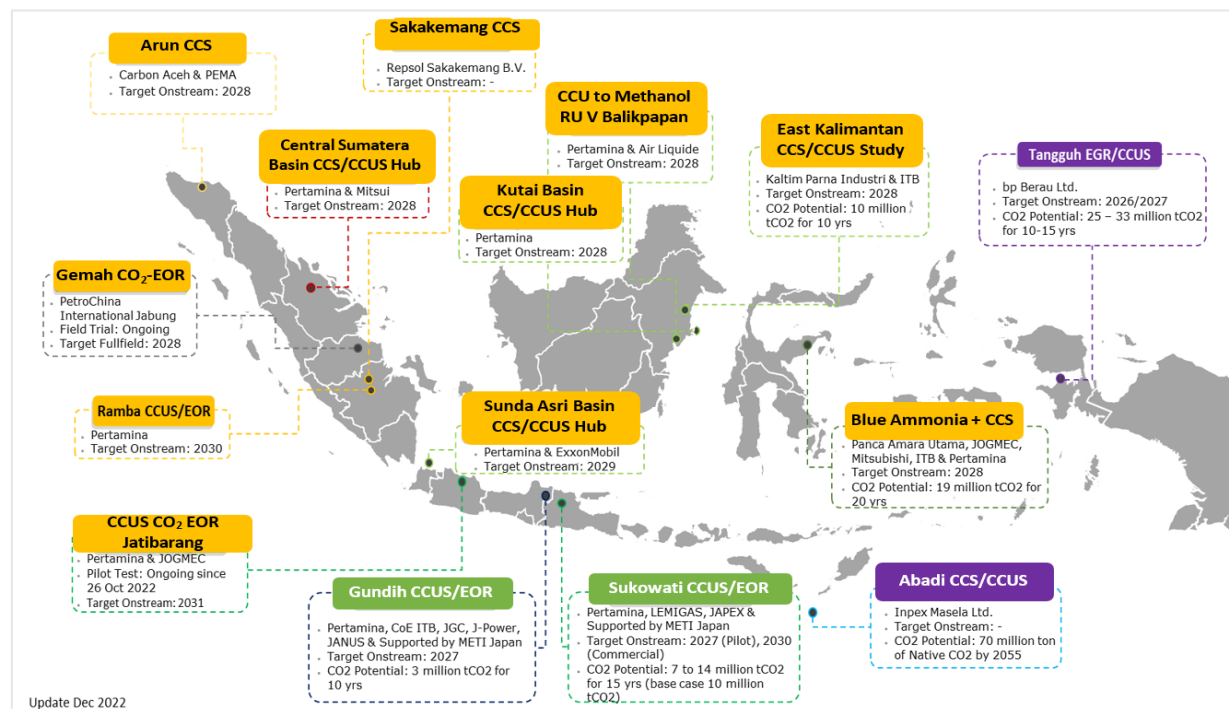 Arun CCS
Carbon Aceh & PEMA
Target Onstream: 2028
Sakakemang CCS
Repsol Sakakemang B.V.
Target Onstream: -
CCU to Methanol
RU V Balikpapan
Pertamina & Air Liquide
Target Onstream: 2028
Central Sumatera
Basin CCS/CCUS Hub
Pertamina & Mitsui
Target Onstream: 2028
Kutai Basin
CCS/CCUS Hub
Pertamina
Target Onstream: 2028
East Kalimantan
CCS/CCUS Study
Kaltim Parna Industri & ITB
Target Onstream: 2028
CO2 Potential: 10 million
tCO2 for 10 yrs
Tangguh EGR/CCUS
bp Berau Ltd.
Target Onstream: 2026/2027
CO2 Potential: 25 – 33 million tCO2
for 10-15 yrs
Gemah CO₂-EOR
PetroChina
International Jabung
Field Trial: Ongoing
Target Fullfield: 2028
Ramba CCUS/EOR
Pertamina
Target Onstream: 2030
Sunda Asri Basin
CCS/CCUS Hub
Pertamina & ExxonMobil
Target Onstream: 2029
Blue Ammonia + CCS
Panca Amara Utama, JOGMEC,
Mitsubishi, ITB & Pertamina
Target Onstream: 2028
CO2 Potential: 19 million tCO2 for
20 yrs
CCUS CO₂ EOR
Jatibarang
Pertamina & JOGMEC
Pilot Test: Ongoing since
26 Oct 2022
Target Onstream: 2031
Gundih CCUS/EOR
Pertamina, CoE ITB, JGC, J-Power,
JANUS & Supported by METI Japan
Target Onstream: 2027
CO2 Potential: 3 million tCO2 for
10 yrs
Sukowati CCUS/EOR
Pertamina, LEMIGAS, JAPEX &
Supported by METI Japan
Target Onstream: 2027 (Pilot), 2030
(Commercial)
CO2 Potential: 7 to 14 million tCO2
for 15 yrs (base case 10 million
tCO2)
Abadi CCS/CCUS
Inpex Masela Ltd.
Target Onstream: -
CO2 Potential: 70 million ton
of Native CO2 by 2055
Update Dec 2022